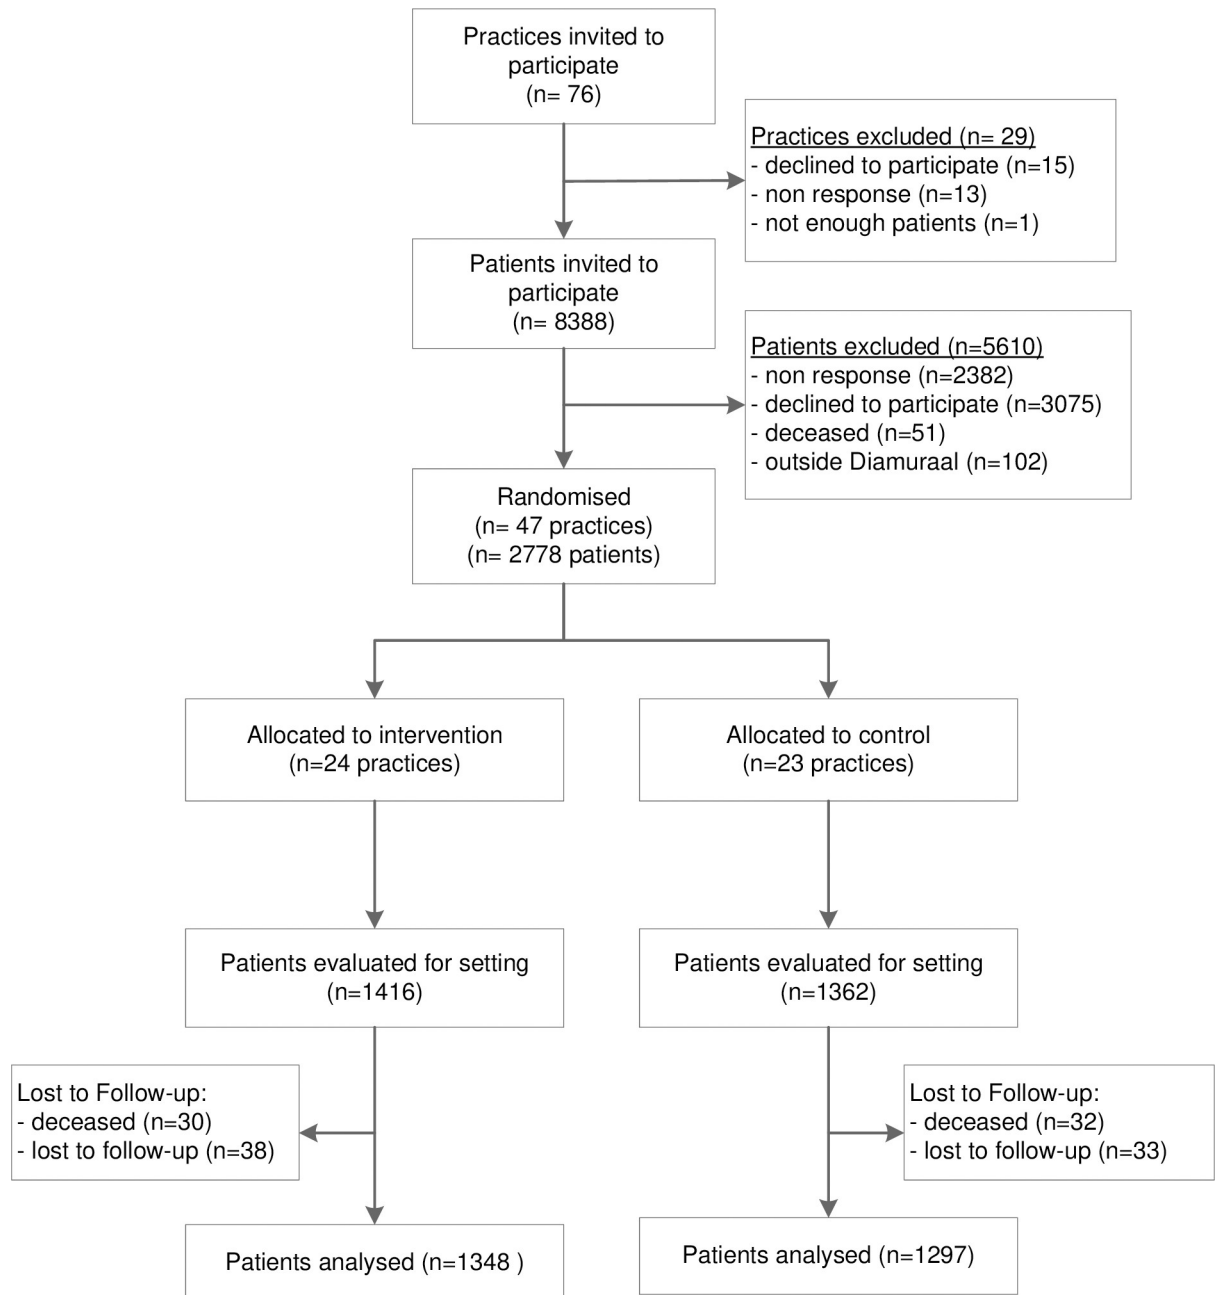 Practices invited to
participate
(n= 76)
Practices excluded (n= 29)
- declined to participate (n=15)
- non response (n=13)
- not enough patients (n=1)
Patients invited to
participate
(n= 8388)
Patients excluded (n=5610)
- non response (n=2382)
- declined to participate (n=3075)
- deceased (n=51)
- outside Diamuraal (n=102)
Randomised
(n= 47 practices)
(n= 2778 patients)
Allocated to intervention
(n=24 practices)
Allocated to control
(n=23 practices)
Patients evaluated for setting
(n=1416)
Patients evaluated for setting
(n=1362)
Lost to Follow-up:
- deceased (n=30)
- lost to follow-up (n=38)
Lost to Follow-up:
- deceased (n=32)
- lost to follow-up (n=33)
Patients analysed (n=1348 )
Patients analysed (n=1297)